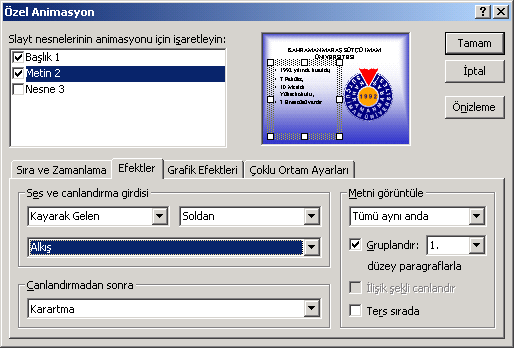 Özel Animasyon
Slayt nesnelerinin animasyonu için işaretleyin:
Başlık 1
Metin 2
Nesne 3
KAHRAMANMARAŞ SÜTÇÜ İMAM
ÜNİVERSİTESİ
1992 yılında kuruldu,
7 Fakülte,
10 Meslek
Yüksekokulu,
1992
Tamam
İptal
Önizleme
Sıra ve Zamanlama
Efektler
Grafik Efektleri
Çoklu Ortam Ayarları
Ses ve canlandırma girdisi
Kayarak Gelen
Soldan
Alkış
Canlandırmadan sonra
Karartma
Metni görüntüle
Tümü aynı anda
Gruplandır:
1.
düzey paragraflarla
İlişik şekli canlandır
Ters sırada